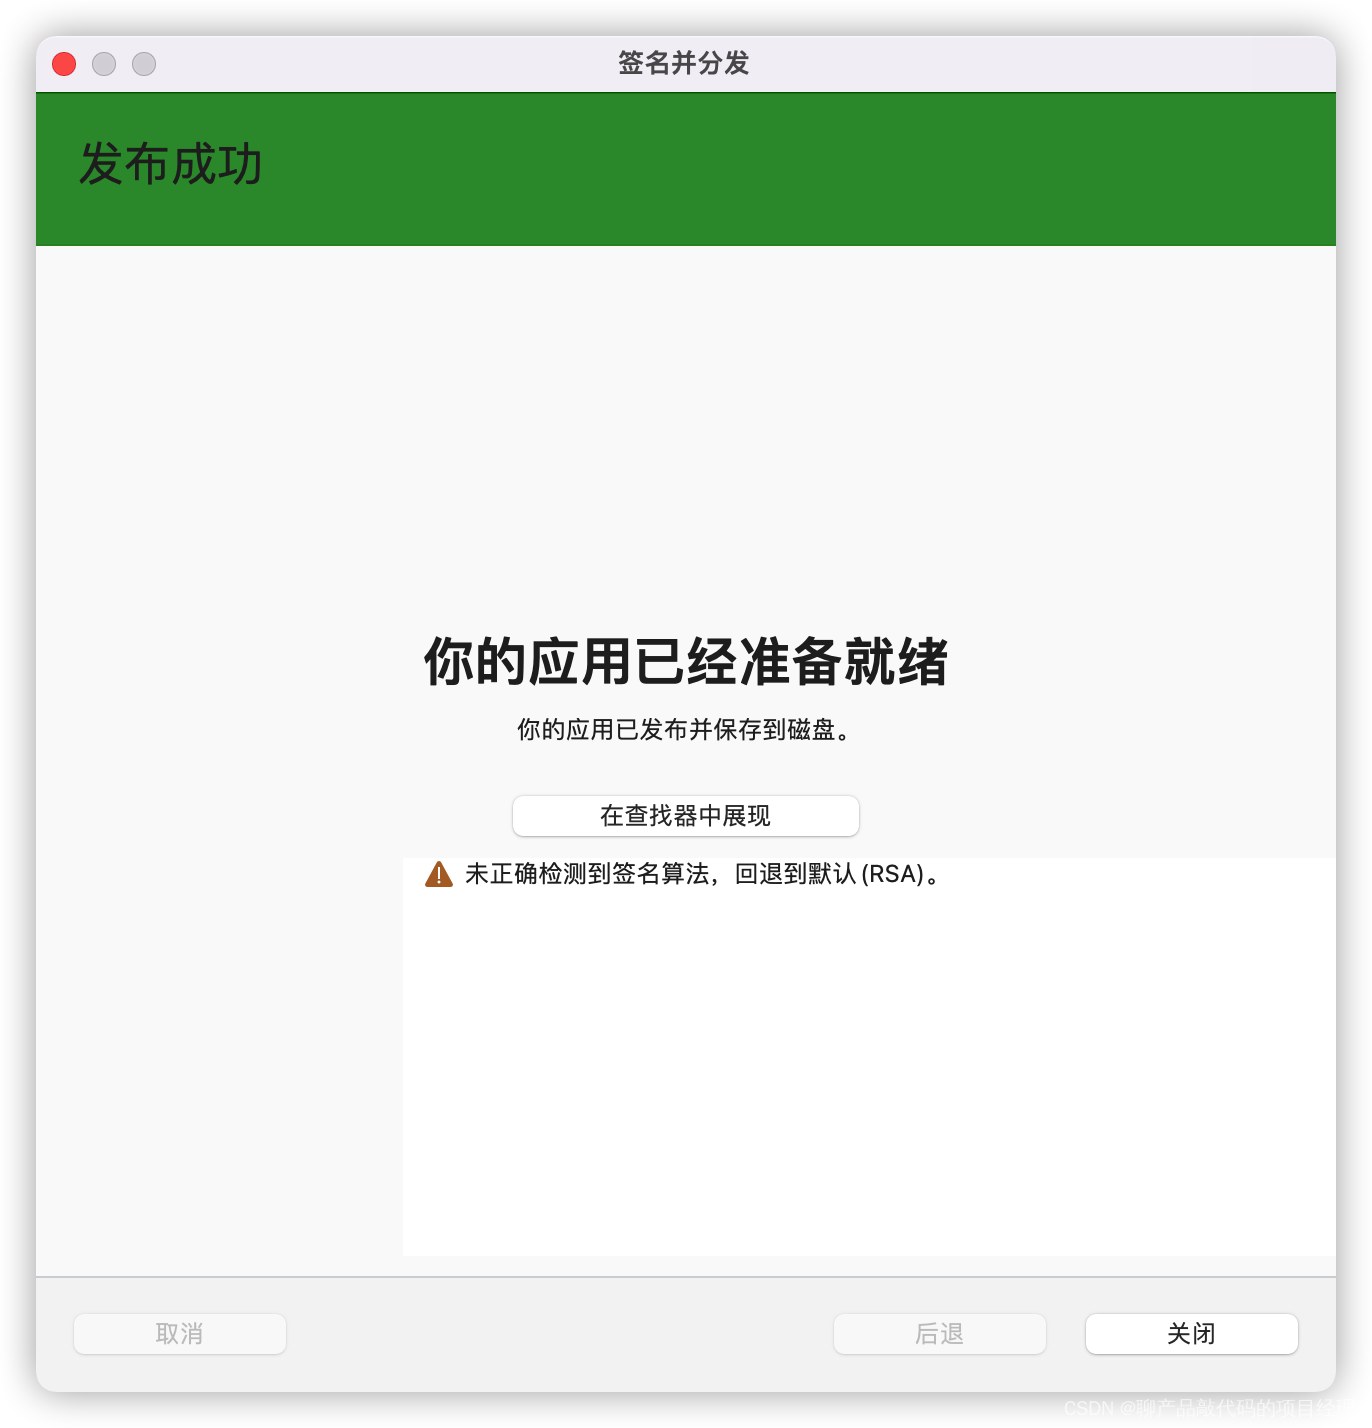 签名并分发
发布成功
你的应用已经准备就绪
你的应用已发布并保存到磁盘。
在查找器中展现
未正确检测到签名算法，回退到默认(RSA)。
取消
后退
关闭
CSDN @聊产品敲代码的项目经理